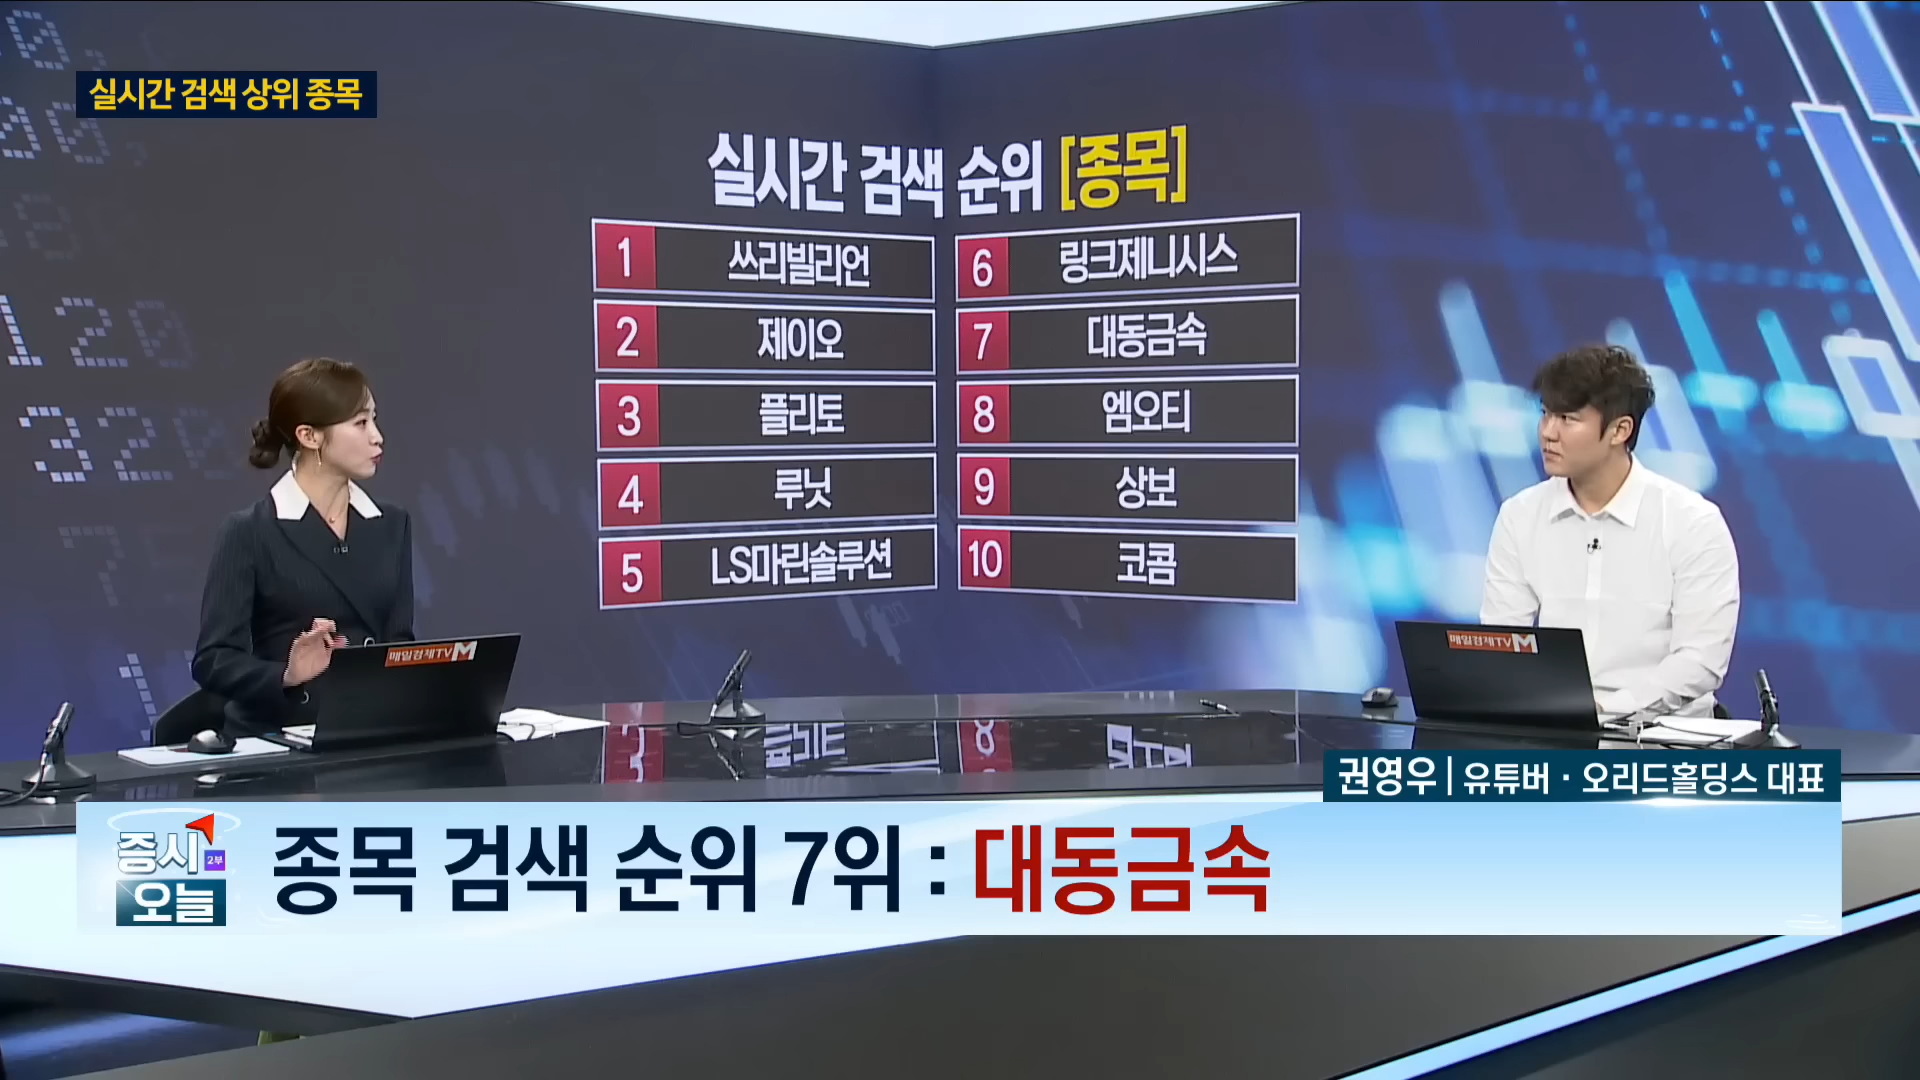 실시간 검색 상위 종목
실시간 검색 순위 [종목]
1 쓰리빌리언
2 제이오
3 플리토
4 루닛
5 LS마린솔루션
6 링크제니시스
7 대동금속
8 엠오티
9 상보
10 코콤
매일경제TV M
매일경제TV M
권영우 | 유튜버 · 오리드홀딩스 대표
증시
2부
오늘
종목 검색 순위 7위 : 대동금속